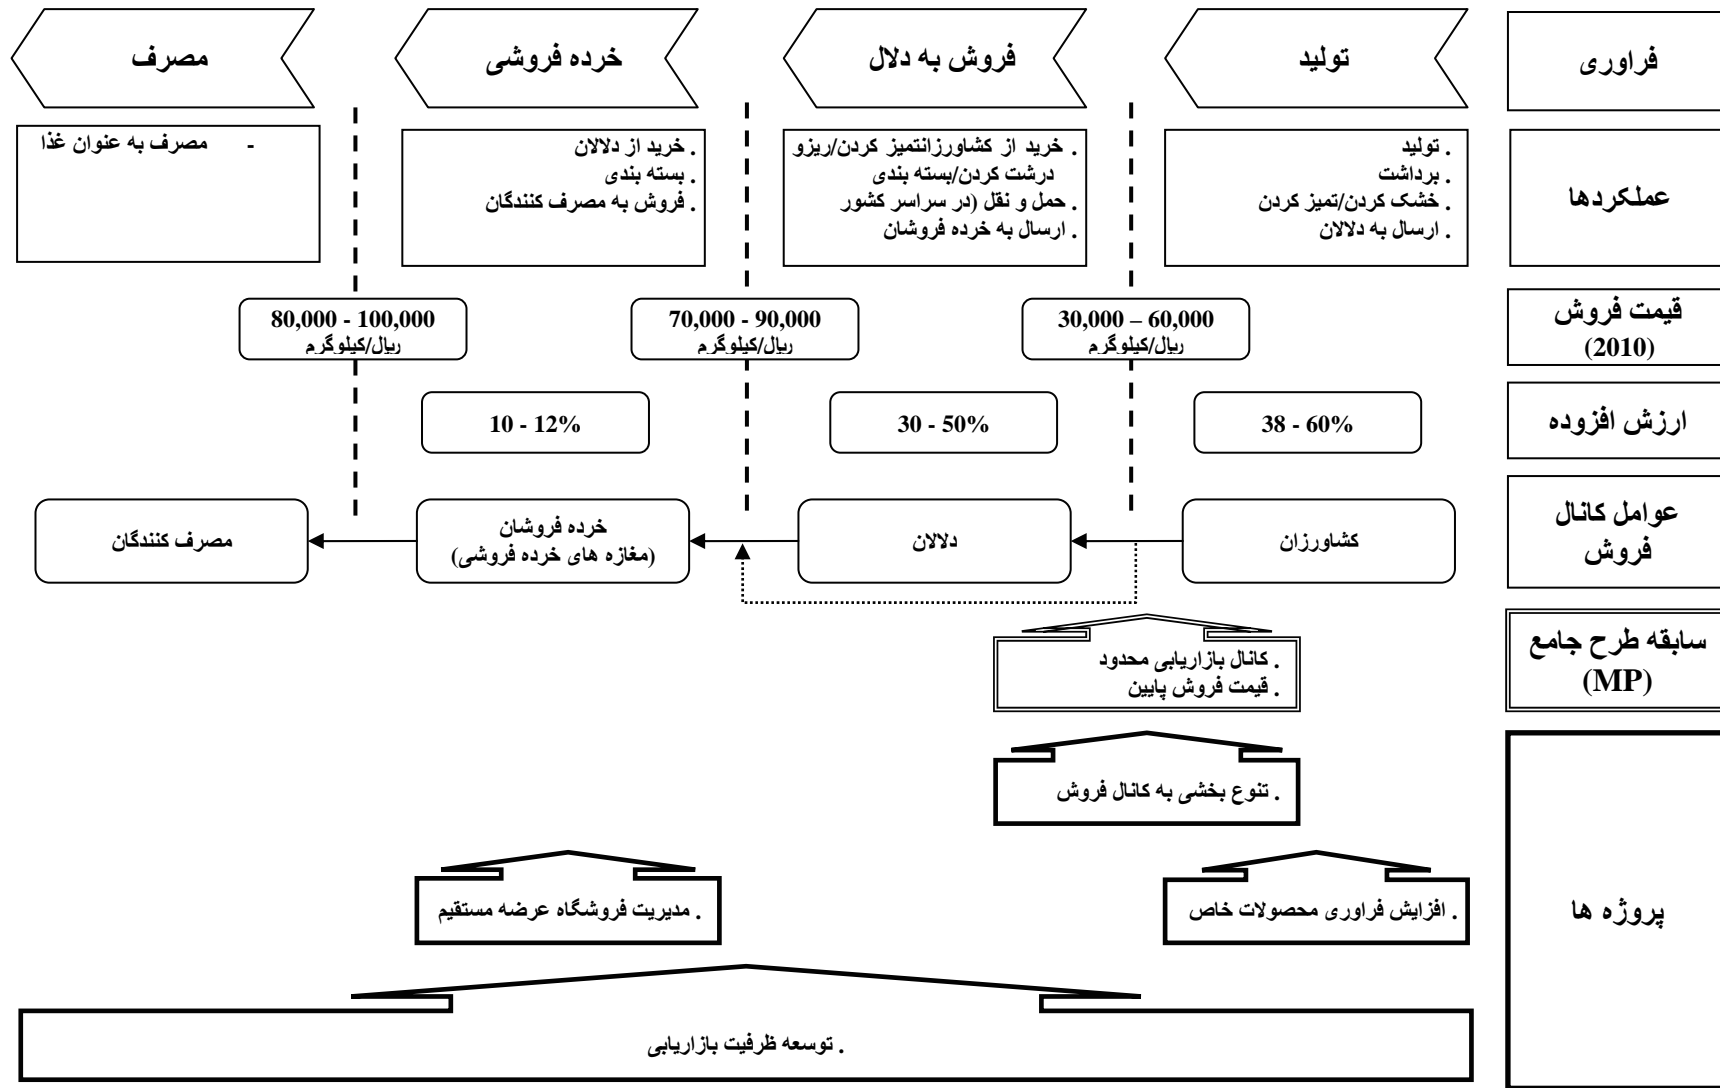 فراوری
تولید
فروش به دلال
خرده فروشی
مصرف
عملکردها
. تولید
. برداشت
. خشک کردن/تمیز کردن
. ارسال به دلالان
. خرید از کشاورزانتمیز کردن/ریزو
درشت کردن/بسته بندی
. حمل و نقل (در سراسر کشور
. ارسال به خرده فروشان
. خرید از دلالان
. بسته بندی
. فروش به مصرف کنندگان
- مصرف به عنوان غذا
قیمت فروش
(2010)
30,000 – 60,000
ریال/کیلوگرم
70,000 - 90,000
ریال/کیلوگرم
80,000 - 100,000
ریال/کیلوگرم
ارزش افزوده
38 - 60%
30 - 50%
10 - 12%
عوامل کانال
فروش
کشاورزان
دلالان
خرده فروشان
(مغازه های خرده فروشی)
مصرف کنندگان
سابقه طرح جامع
(MP)
. کانال بازاریابی محدود
. قیمت فروش پایین
پروژه ها
. تنوع بخشی به کانال فروش
. افزایش فراوری محصولات خاص
. مدیریت فروشگاه عرضه مستقیم
. توسعه ظرفیت بازاریابی